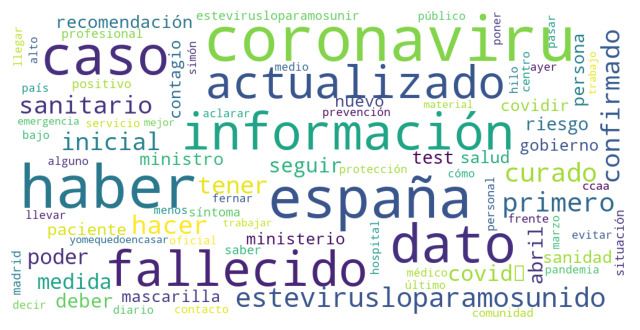 recomendación
estevirusloparamosunir
público
poner
pasar
llegar
alto
profesional
caso
contagio
simón
coronaviru
hilo
ayer
centro
trabajo
país
positivo
medio
actualizado
persona
confirmado
emergencia
servicio
mejor
sanitario
aclarar
nuevo
prevención
material
covidir
bajo
alguno
inicial
información
riesgo
gobierno
ministro
seguir
test
salud
cómo
haber
tener
protección
curado
síntoma
fernar
españa
personal
primero
ccaa
llevar
menos
hacer
trabajar
dato
frente
evitar
situación
paciente
yomequedoencasar
oficial
saber
ministerio
hospital
abril
marzo
madrid
poder
fallecido
médico
covid
sanidad
pandemia
medida
deber
mascarilla
estevirusloparamosunido
último
decir
diario
contacto
comunidad